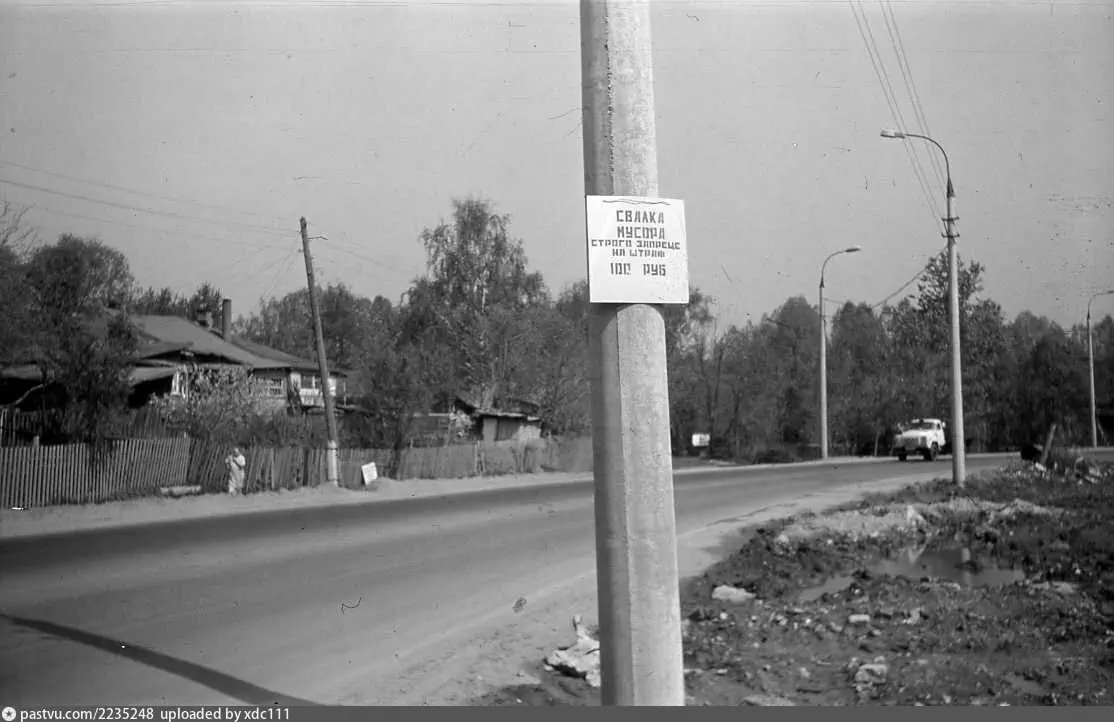 СВАЛКА
МУСОРА
СТРОГО ЗАПРЕЩЕ
НА ШТРАФ
100 РУБ
pastvu.com/2235248 uploaded by xdc111